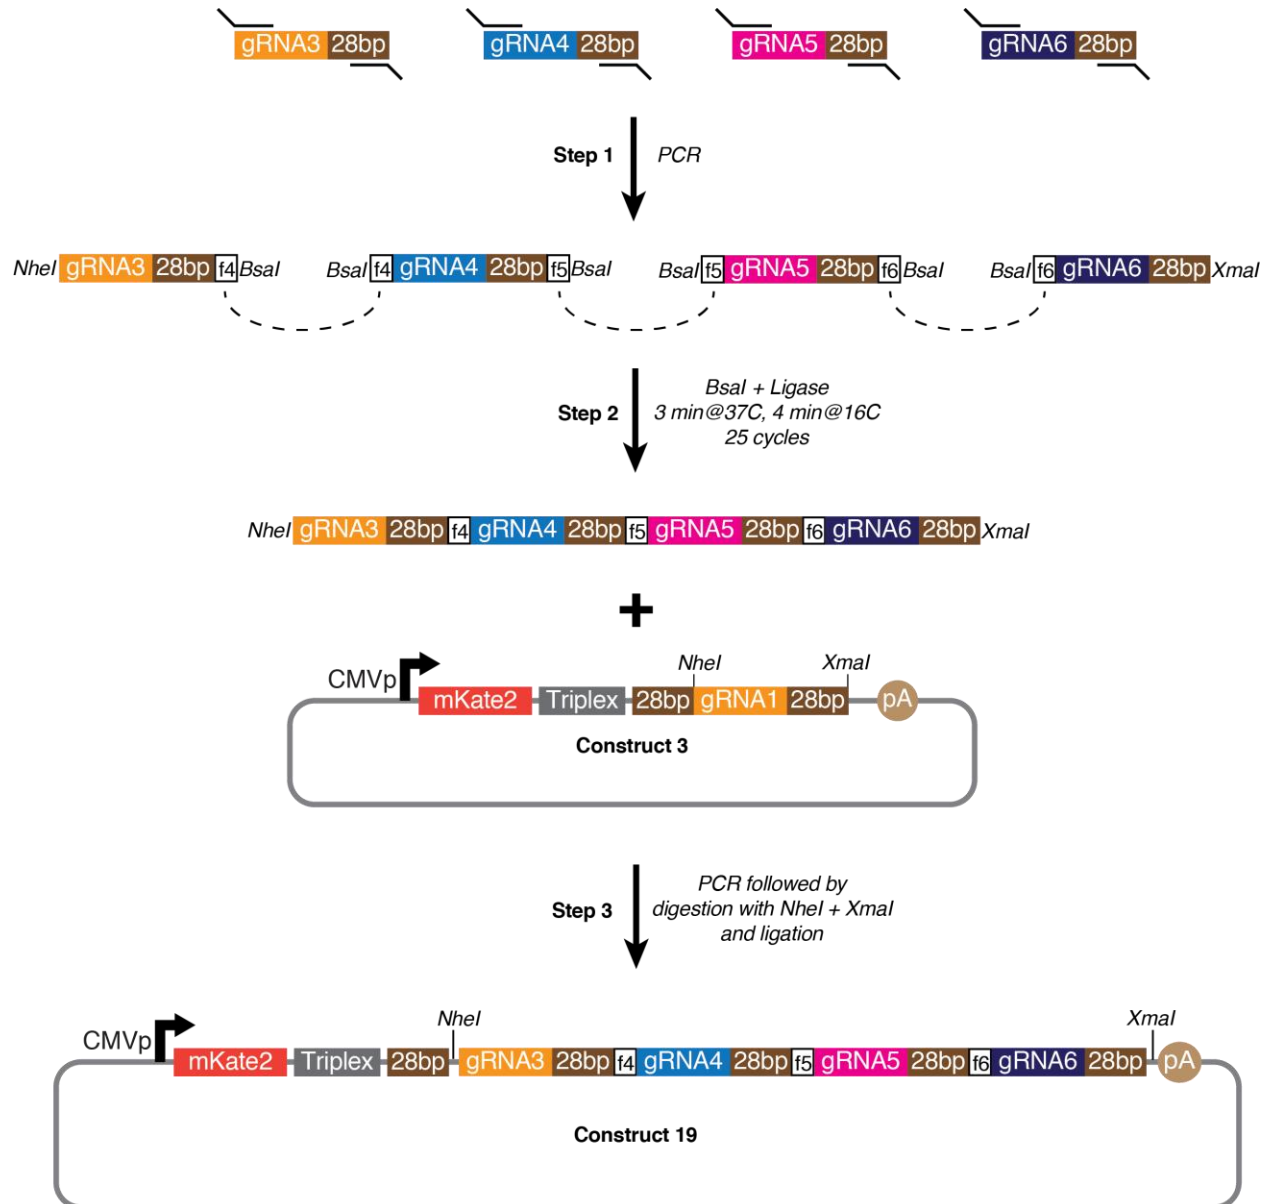 gRNA3 28bp gRNA4 28bp gRNA5 28bp gRNA6 28bp
Step 1 PCR
NheI gRNA3 28bp f4 BsaI BsaI f4 gRNA4 28bp f5 BsaI BsaI f5 gRNA5 28bp f6 BsaI BsaI f6 gRNA6 28bp XmaI
Step 2
BsaI + Ligase
3 min@37C, 4 min@16C
25 cycles
NheI gRNA3 28bp f4 gRNA4 28bp f5 gRNA5 28bp f6 gRNA6 28bp XmaI
+
NheI XmaI
CMVp
mKate2 Triplex 28bp gRNA1 28bp pA
Construct 3
Step 3
PCR followed by
digestion with NheI + XmaI
and ligation
NheI XmaI
CMVp
mKate2 Triplex 28bp gRNA3 28bp f4 gRNA4 28bp f5 gRNA5 28bp f6 gRNA6 28bp pA
Construct 19